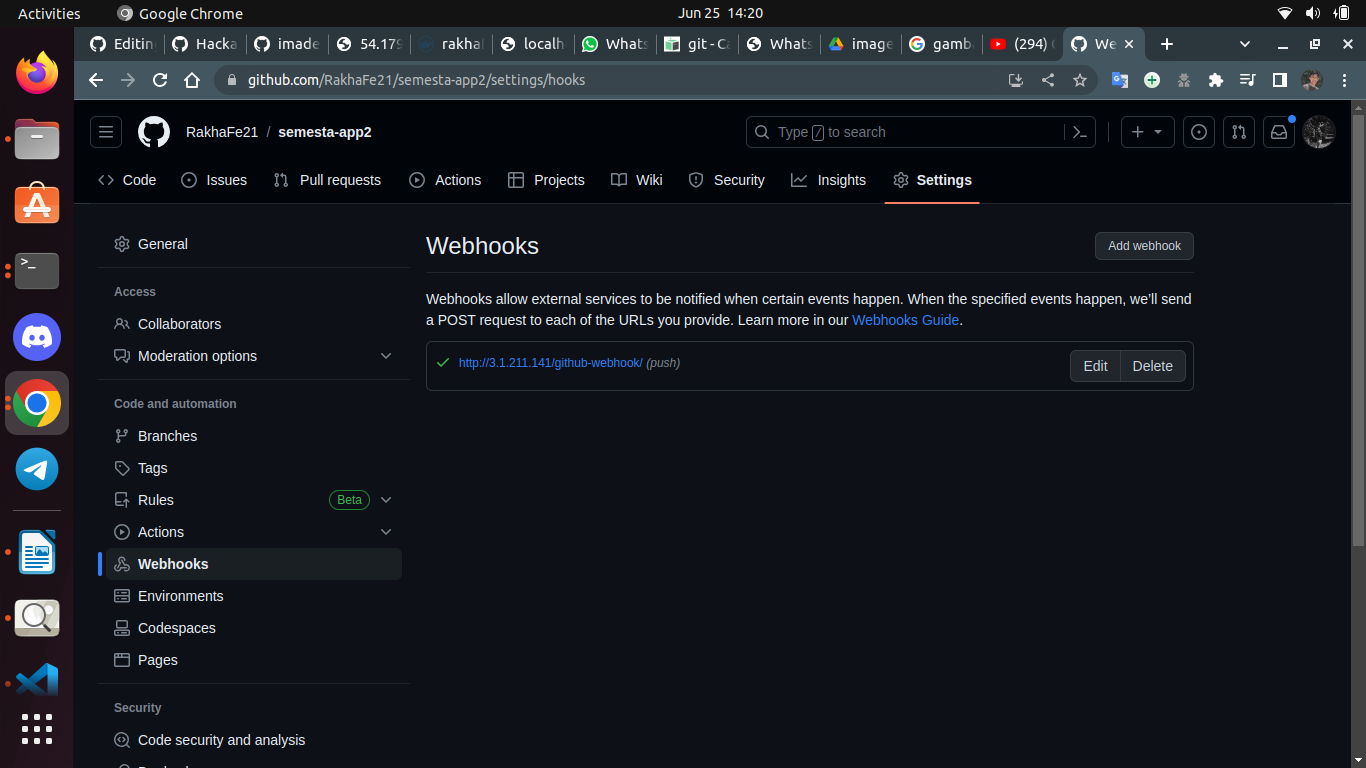 Activities
Google Chrome
Jun 25 14:20
Editin
Hacka
imade
54.179
rakhaf
localh
Whats
git - Ca
Whats
image
gamba
(294)
We
github.com/RakhaFe21/semesta-app2/settings/hooks
RakhaFe21 / semesta-app2
Type / to search
Code
Issues
Pull requests
Actions
Projects
Wiki
Security
Insights
Settings
General
Access
Collaborators
Moderation options
Code and automation
Branches
Tags
Rules
Beta
Actions
Webhooks
Environments
Codespaces
Pages
Security
Code security and analysis
Webhooks
Add webhook
Webhooks allow external services to be notified when certain events happen. When the specified events happen, we’ll send
a POST request to each of the URLs you provide. Learn more in our Webhooks Guide.
http://3.1.211.141/github-webhook/ (push)
Edit
Delete